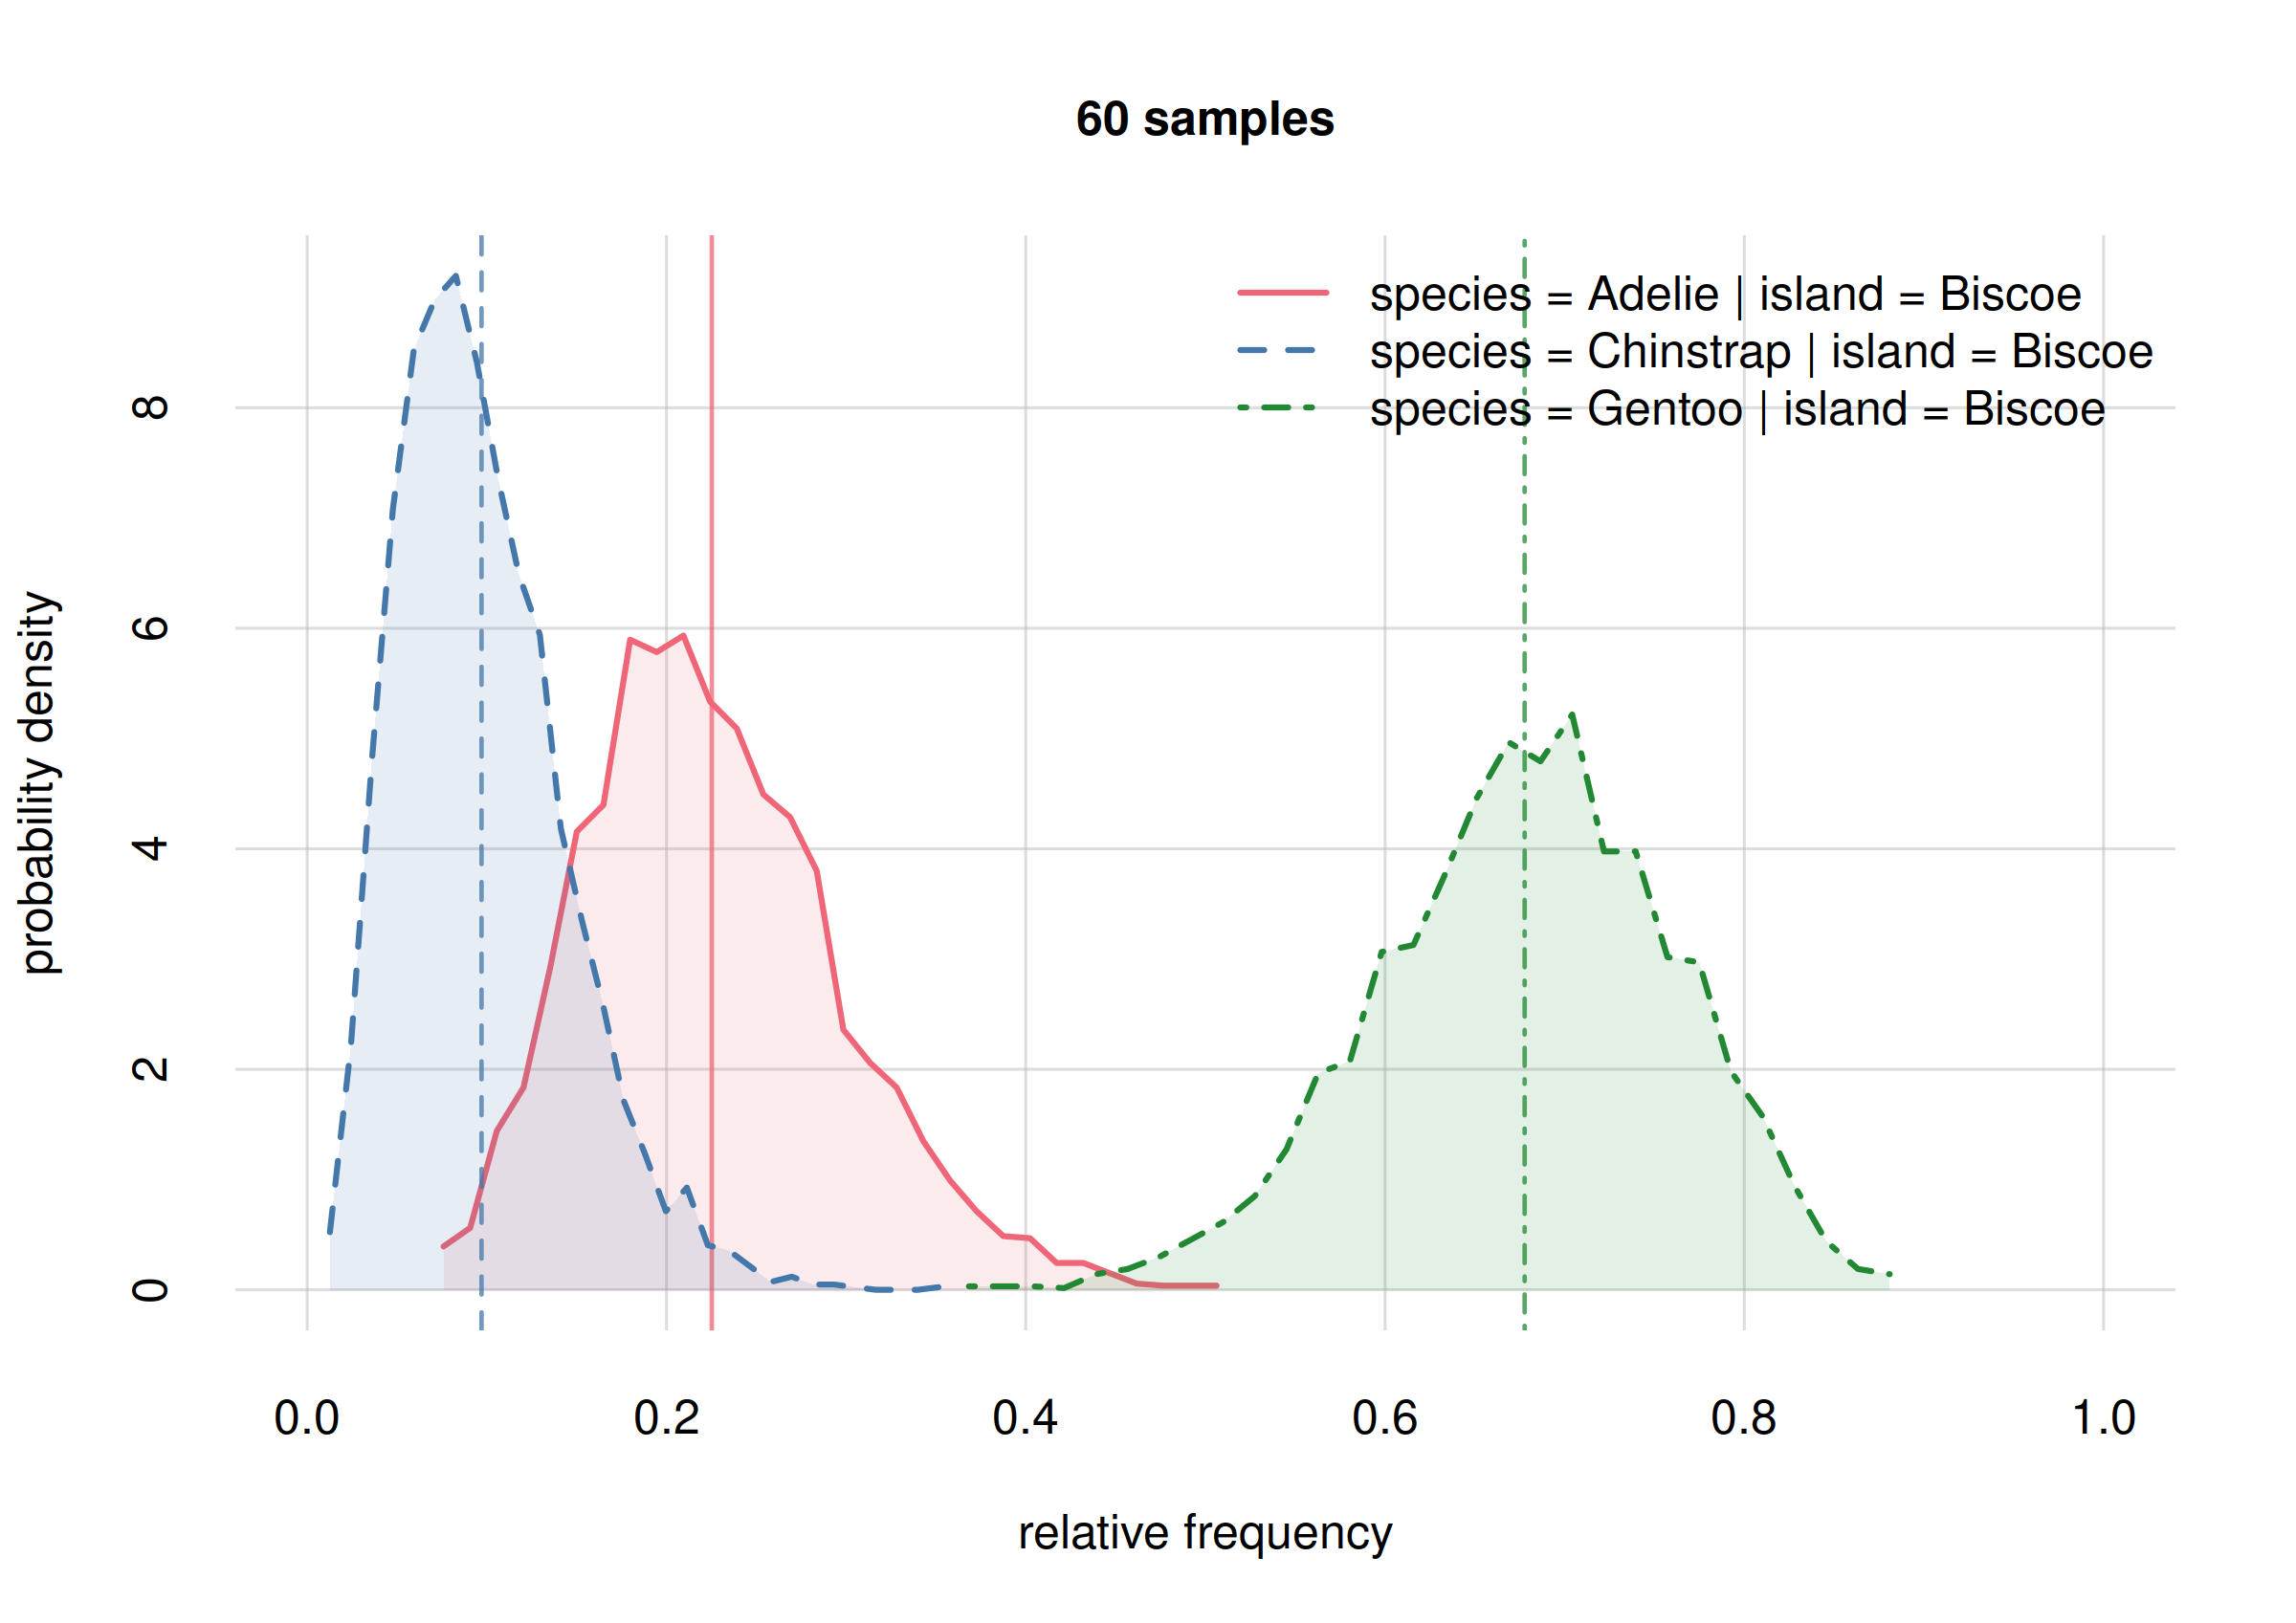 60 samples
species = Adelie | island = Biscoe
species = Chinstrap | island = Biscoe
species = Gentoo | island = Biscoe
probability density
8
6
4
2
0
0.0 0.2 0.4 0.6 0.8 1.0
relative frequency